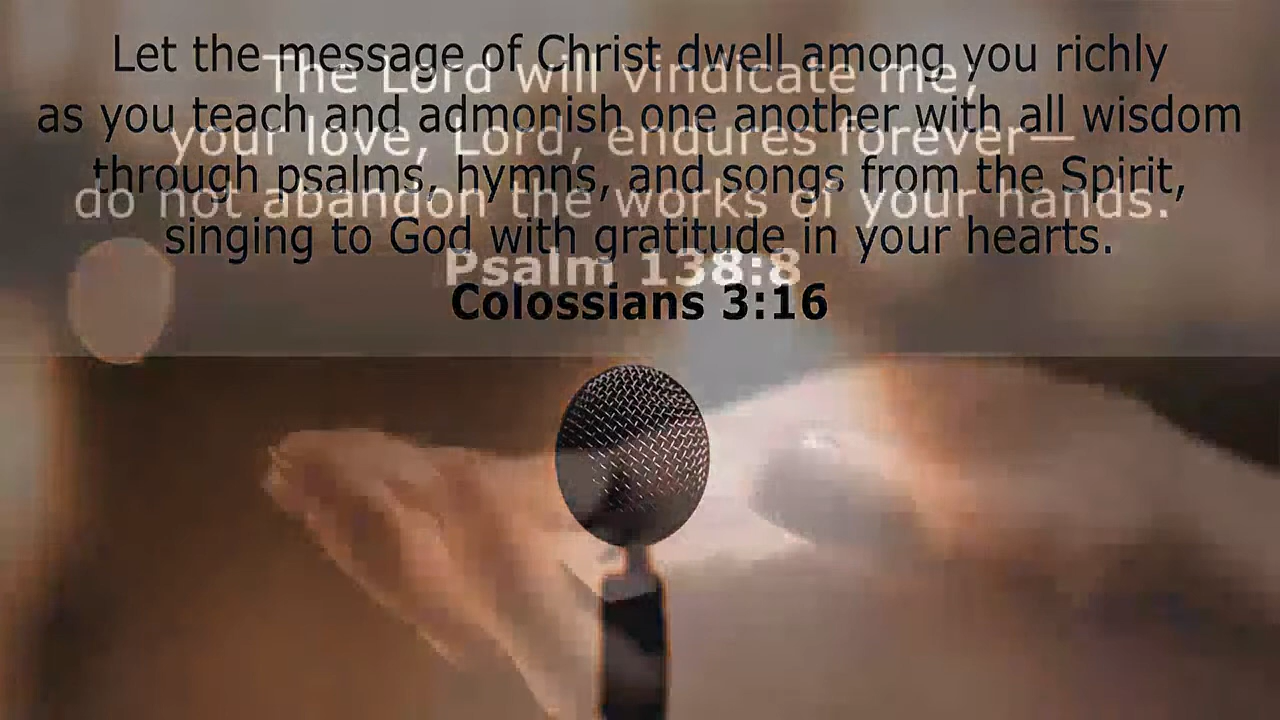 Let the message of Christ dwell among you richly
as you teach and admonish one another with all wisdom
through psalms, hymns, and songs from the Spirit,
singing to God with gratitude in your hearts.
Colossians 3:16
The Lord will vindicate me;
your love, Lord, endures forever—
do not abandon the works of your hands.
Psalm 138:8